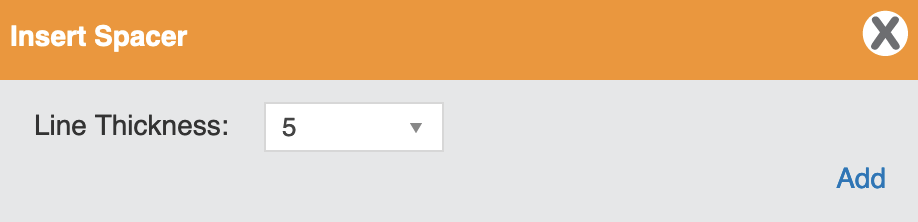 Insert Spacer
X
Line Thickness: 5
Add